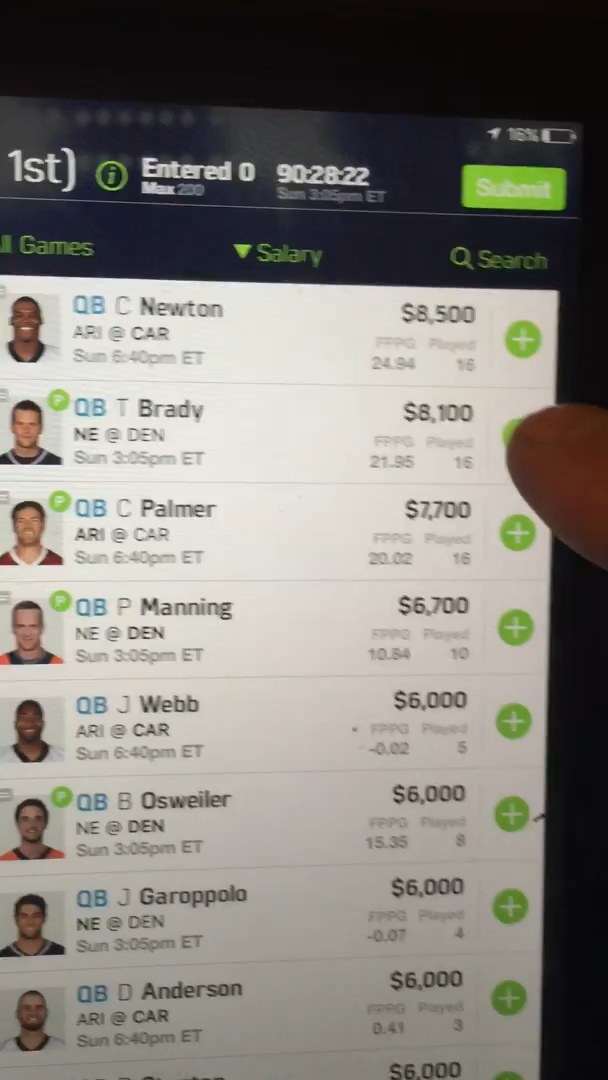 16%
1st) i Entered 0 90:28:22 Submit
Max 200 Sun 3:05pm ET
ll Games ▼ Salary Search
QB C Newton $8,500
ARI @ CAR FPPG Played
Sun 6:40pm ET 24.94 16
P QB T Brady $8,100
NE @ DEN FPPG Played
Sun 3:05pm ET 21.95 16
P QB C Palmer $7,700
ARI @ CAR FPPG Played
Sun 6:40pm ET 20.02 16
P QB P Manning $6,700
NE @ DEN FPPG Played
Sun 3:05pm ET 10.84 10
QB J Webb $6,000
ARI @ CAR FPPG Played
Sun 6:40pm ET -0.02 5
P QB B Osweiler $6,000
NE @ DEN FPPG Played
Sun 3:05pm ET 15.35 8
QB J Garoppolo $6,000
NE @ DEN FPPG Played
Sun 3:05pm ET -0.07 4
QB D Anderson $6,000
ARI @ CAR FPPG Played
Sun 6:40pm ET 0.41 3
$6,000